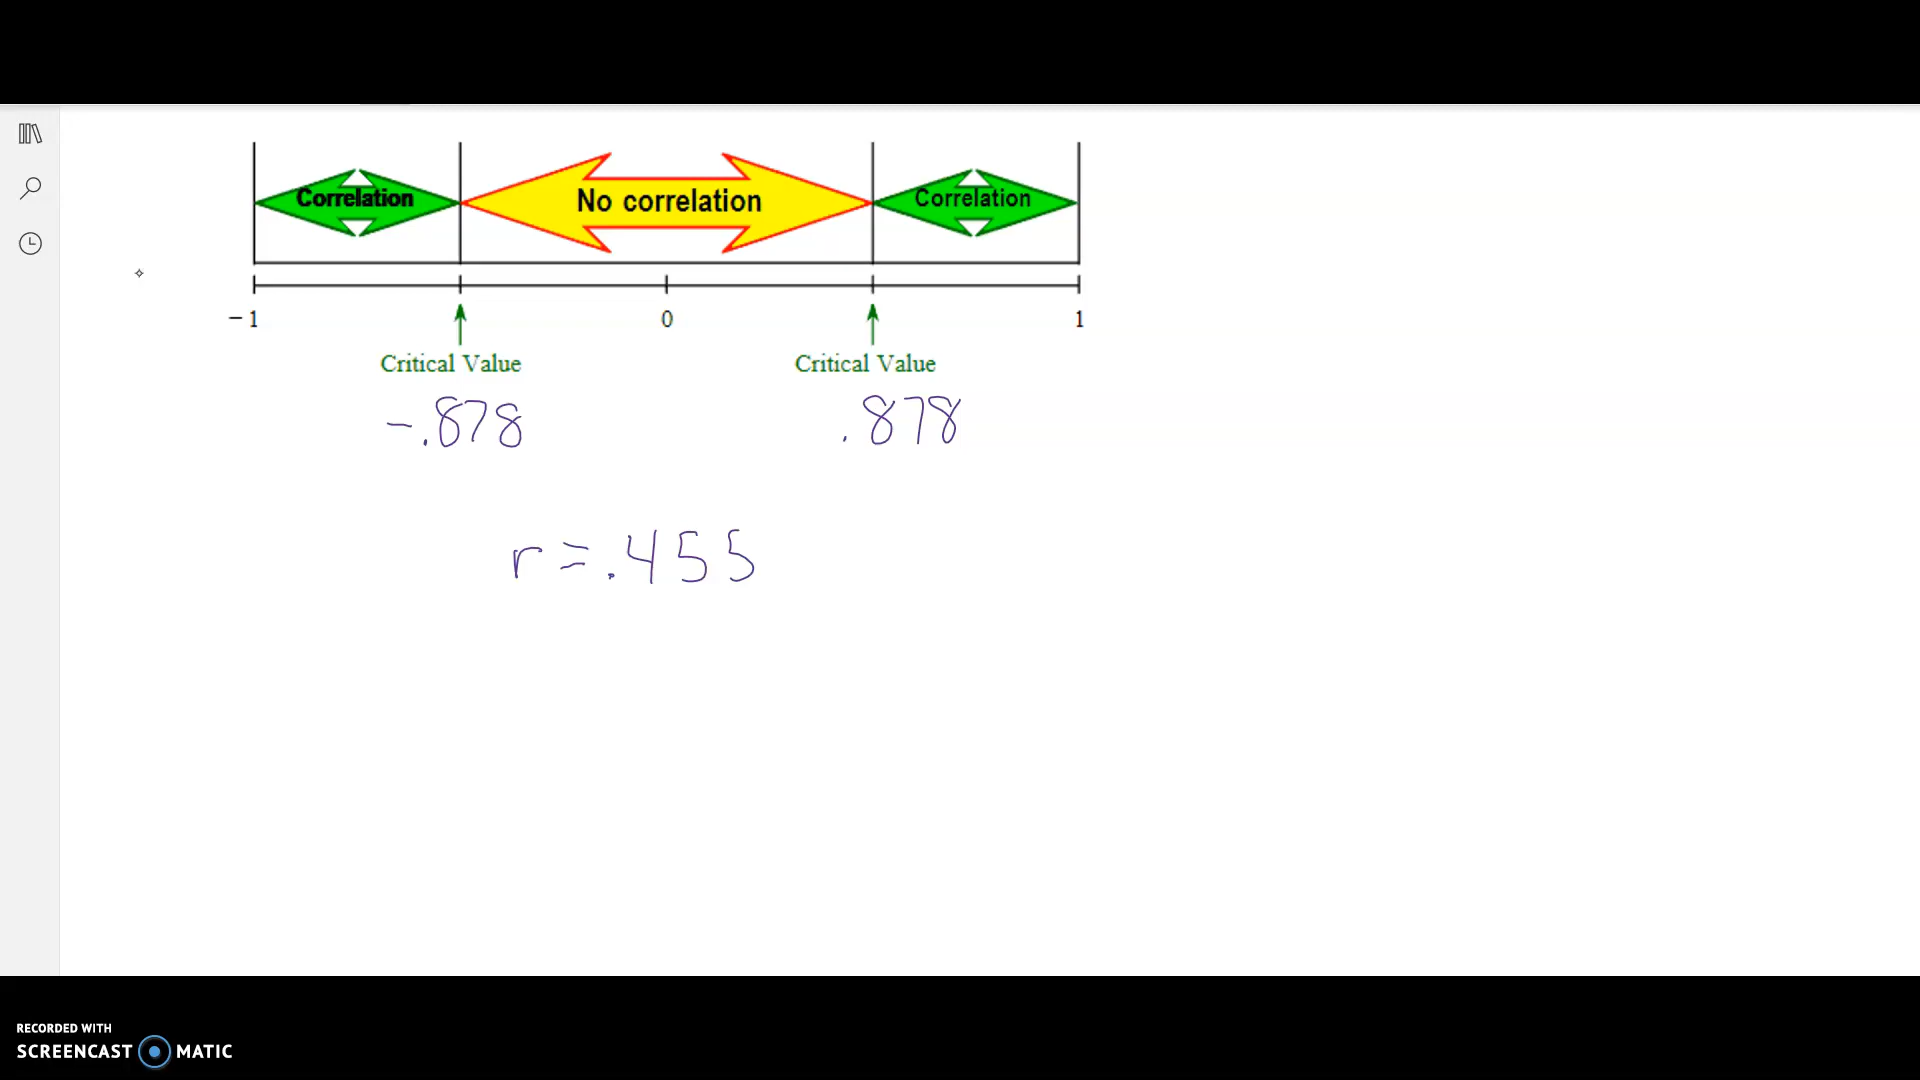 Correlation No correlation Correlation
−1 0 1
Critical Value Critical Value
-.878 .878
r = .455
RECORDED WITH
SCREENCAST MATIC